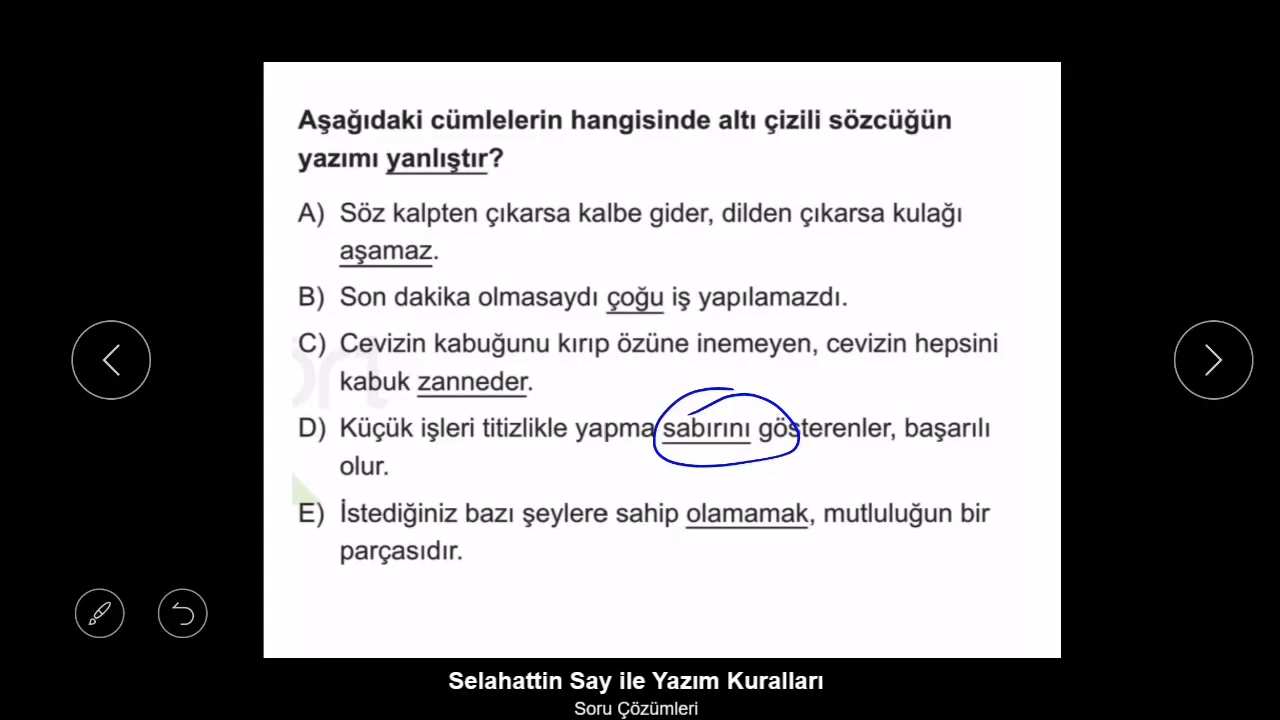 Aşağıdaki cümlelerin hangisinde altı çizili sözcüğün
yazımı yanlıştır?
A) Söz kalpten çıkarsa kalbe gider, dilden çıkarsa kulağı
aşamaz.
B) Son dakika olmasaydı çoğu iş yapılamazdı.
C) Cevizin kabuğunu kırıp özüne inemeyen, cevizin hepsini
kabuk zanneder.
D) Küçük işleri titizlikle yapma sabırını gösterenler, başarılı
olur.
E) İstediğiniz bazı şeylere sahip olamamak, mutluluğun bir
parçasıdır.
Selahattin Say ile Yazım Kuralları
Soru Çözümleri